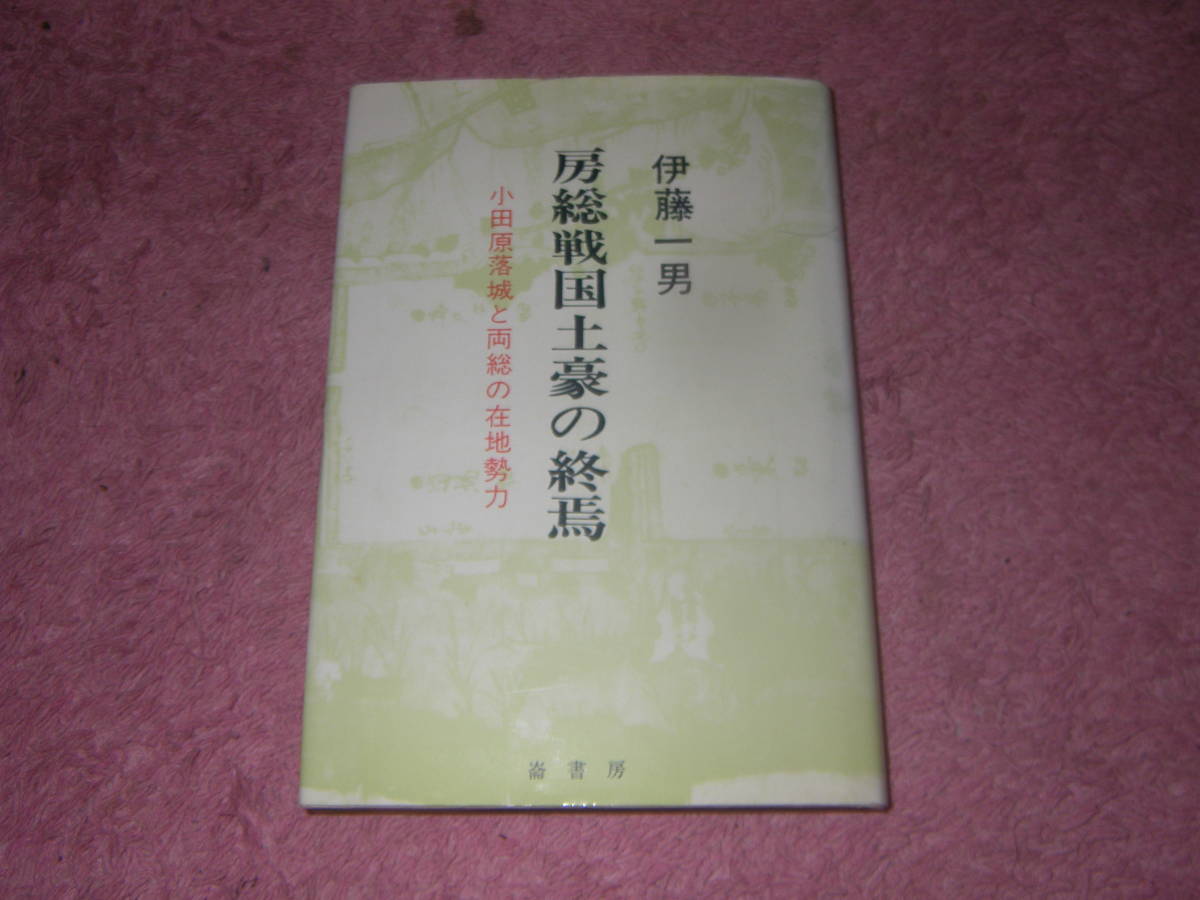 伊藤一男
房総戦国土豪の終焉
小田原落城と両総の在地勢力
崙書房